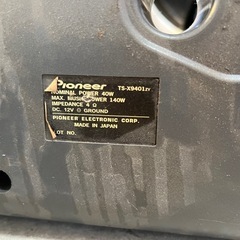 Pioneer TS-X9401ZY
NOMINAL POWER 40W
MAX. MUSIC POWER 140W
IMPEDANCE 4 Ω
DC. 12V ⊖ GROUND
PIONEER ELECTRONIC CORP.
MADE IN JAPAN
LOT NO.